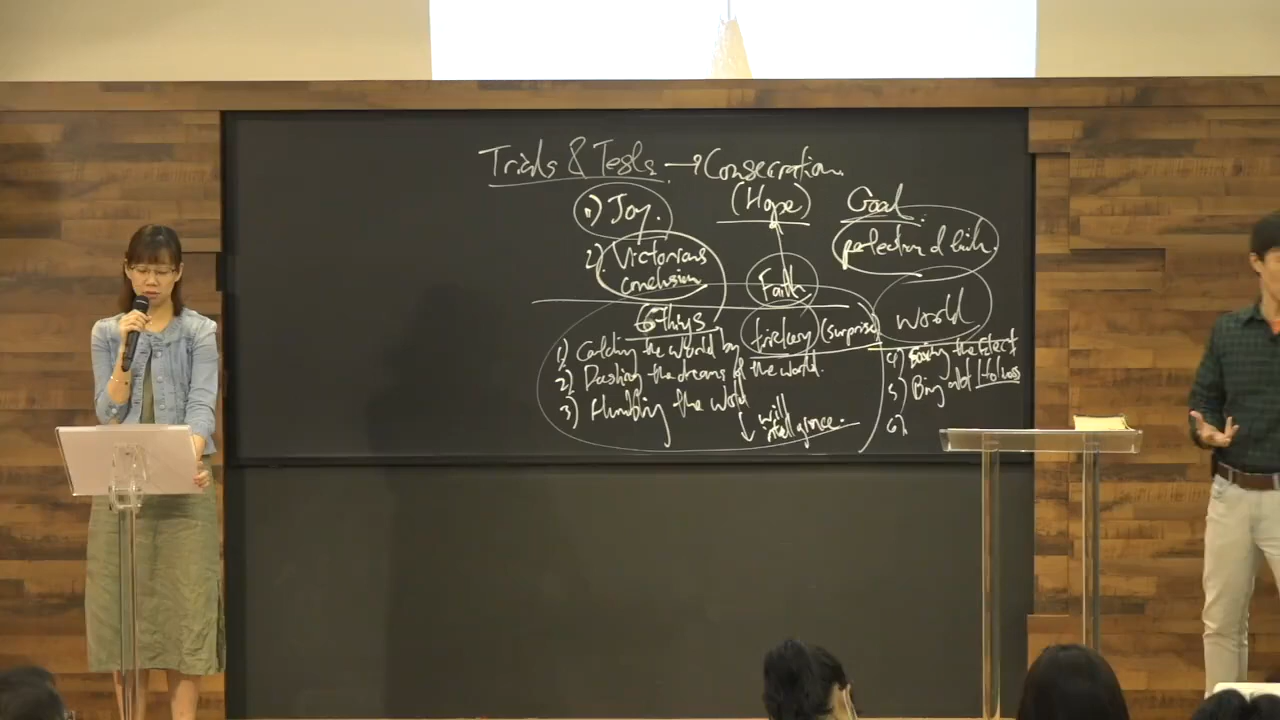 Trials & Tests → Consecration.
(Hope)
Goal
1) Joy.
perfection of faith.
2) Victorious
conclusion
Faith
world
6 things
trickery (surprise
1) Catching the world by
2) Dashing the dreams of the world.
3) Humbling the world
will
intelligence.
4) Saving the Elect
5) Bring about Holiness
6)